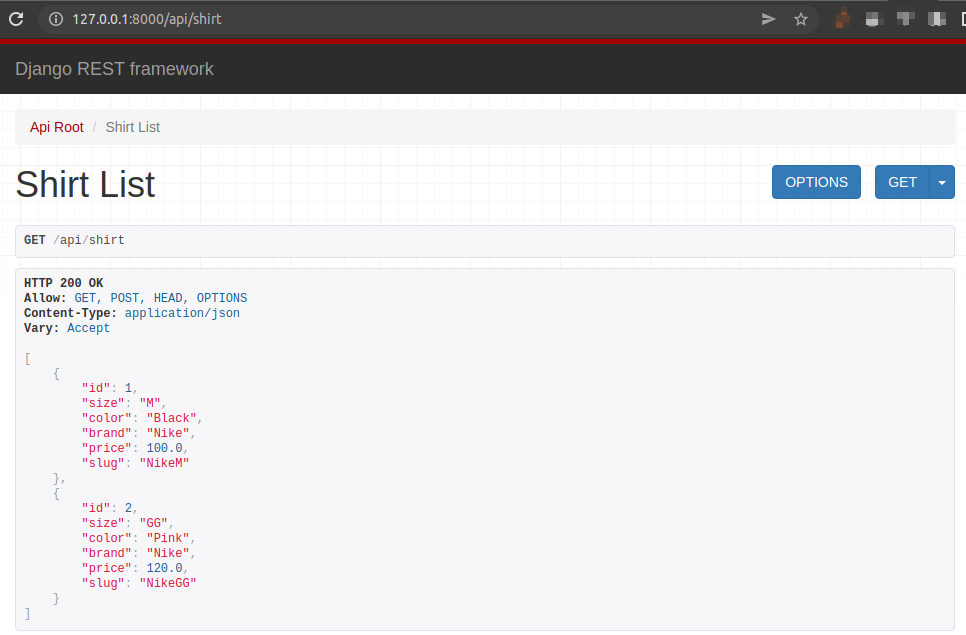 127.0.0.1:8000/api/shirt
Django REST framework
Api Root / Shirt List
Shirt List
OPTIONS GET
GET /api/shirt
HTTP 200 OK
Allow: GET, POST, HEAD, OPTIONS
Content-Type: application/json
Vary: Accept
[
    {
        "id": 1,
        "size": "M",
        "color": "Black",
        "brand": "Nike",
        "price": 100.0,
        "slug": "NikeM"
    },
    {
        "id": 2,
        "size": "GG",
        "color": "Pink",
        "brand": "Nike",
        "price": 120.0,
        "slug": "NikeGG"
    }
]